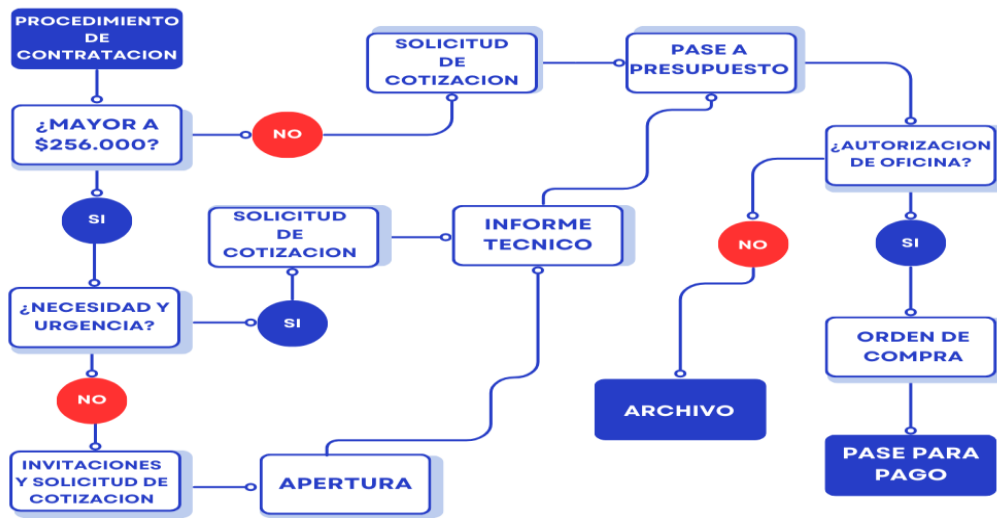 PROCEDIMIENTO
DE
CONTRATACION
¿MAYOR A
$256.000?
NO
SOLICITUD
DE
COTIZACION
PASE A
PRESUPUESTO
¿AUTORIZACION
DE OFICINA?
SI
SOLICITUD
DE
COTIZACION
INFORME
TECNICO
NO
SI
¿NECESIDAD Y
URGENCIA?
SI
ORDEN DE
COMPRA
NO
ARCHIVO
INVITACIONES
Y SOLICITUD DE
COTIZACION
APERTURA
PASE PARA
PAGO